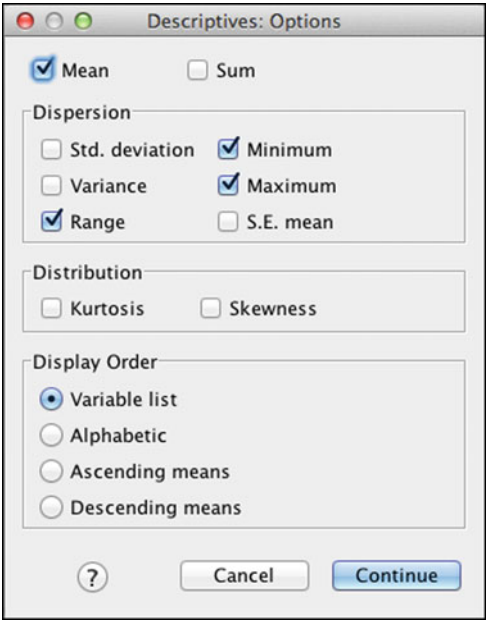 Descriptives: Options
Mean Sum
Dispersion
Std. deviation Minimum
Variance Maximum
Range S.E. mean
Distribution
Kurtosis Skewness
Display Order
Variable list
Alphabetic
Ascending means
Descending means
? Cancel Continue